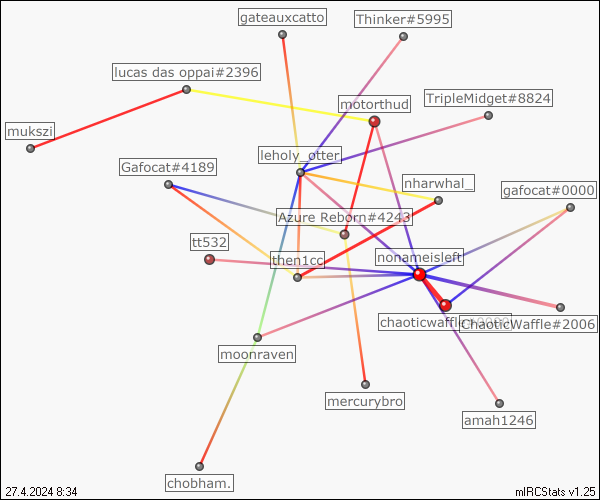 gateauxcatto
Thinker#5995
lucas das oppai#2396
motorthud
TripleMidget#8824
mukszi
leholy_otter
Gafocat#4189
nharwhal_
gafocat#0000
Azure Reborn#4243
tt532
then1cc
nonameisleft
chaoticwaffle
ChaoticWaffle#2006
moonraven
mercurybro
amah1246
chobham.
27.4.2024 8:34
mIRCStats v1.25